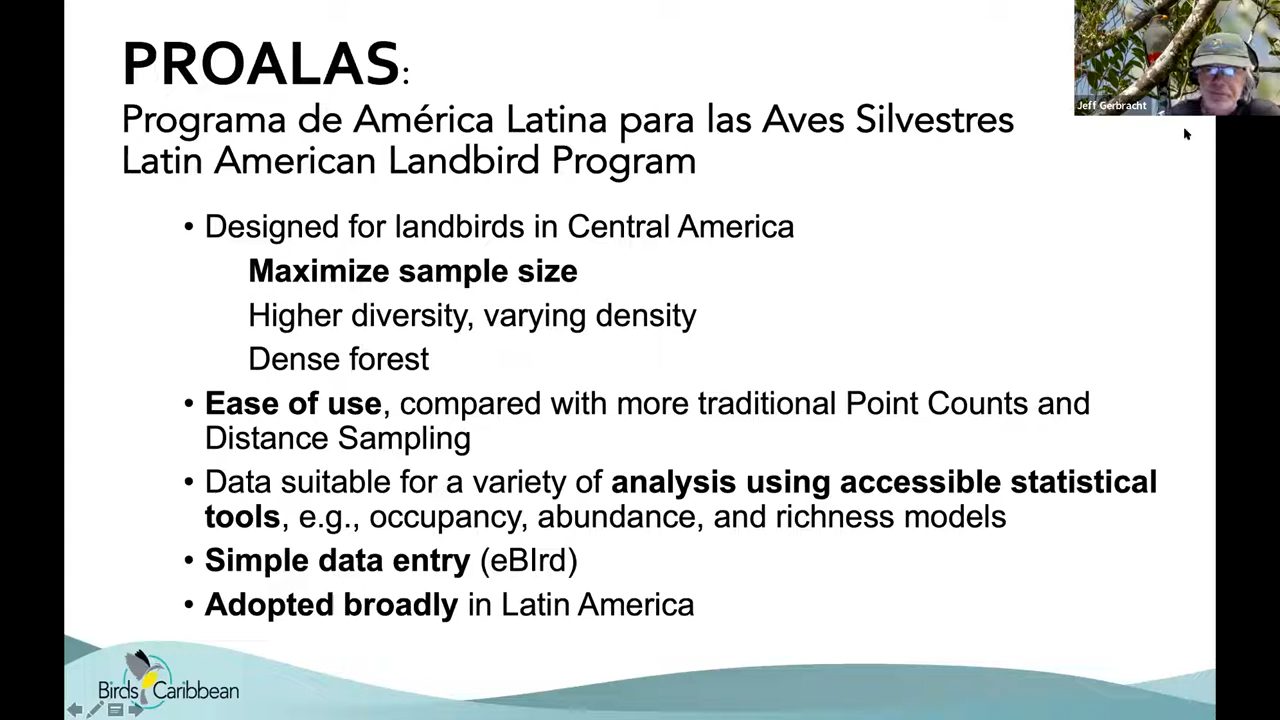 PROALAS:
Programa de América Latina para las Aves Silvestres
Latin American Landbird Program
Jeff Gerbracht
• Designed for landbirds in Central America
Maximize sample size
Higher diversity, varying density
Dense forest
• Ease of use, compared with more traditional Point Counts and
Distance Sampling
• Data suitable for a variety of analysis using accessible statistical
tools, e.g., occupancy, abundance, and richness models
• Simple data entry (eBIrd)
• Adopted broadly in Latin America
BirdsCaribbean